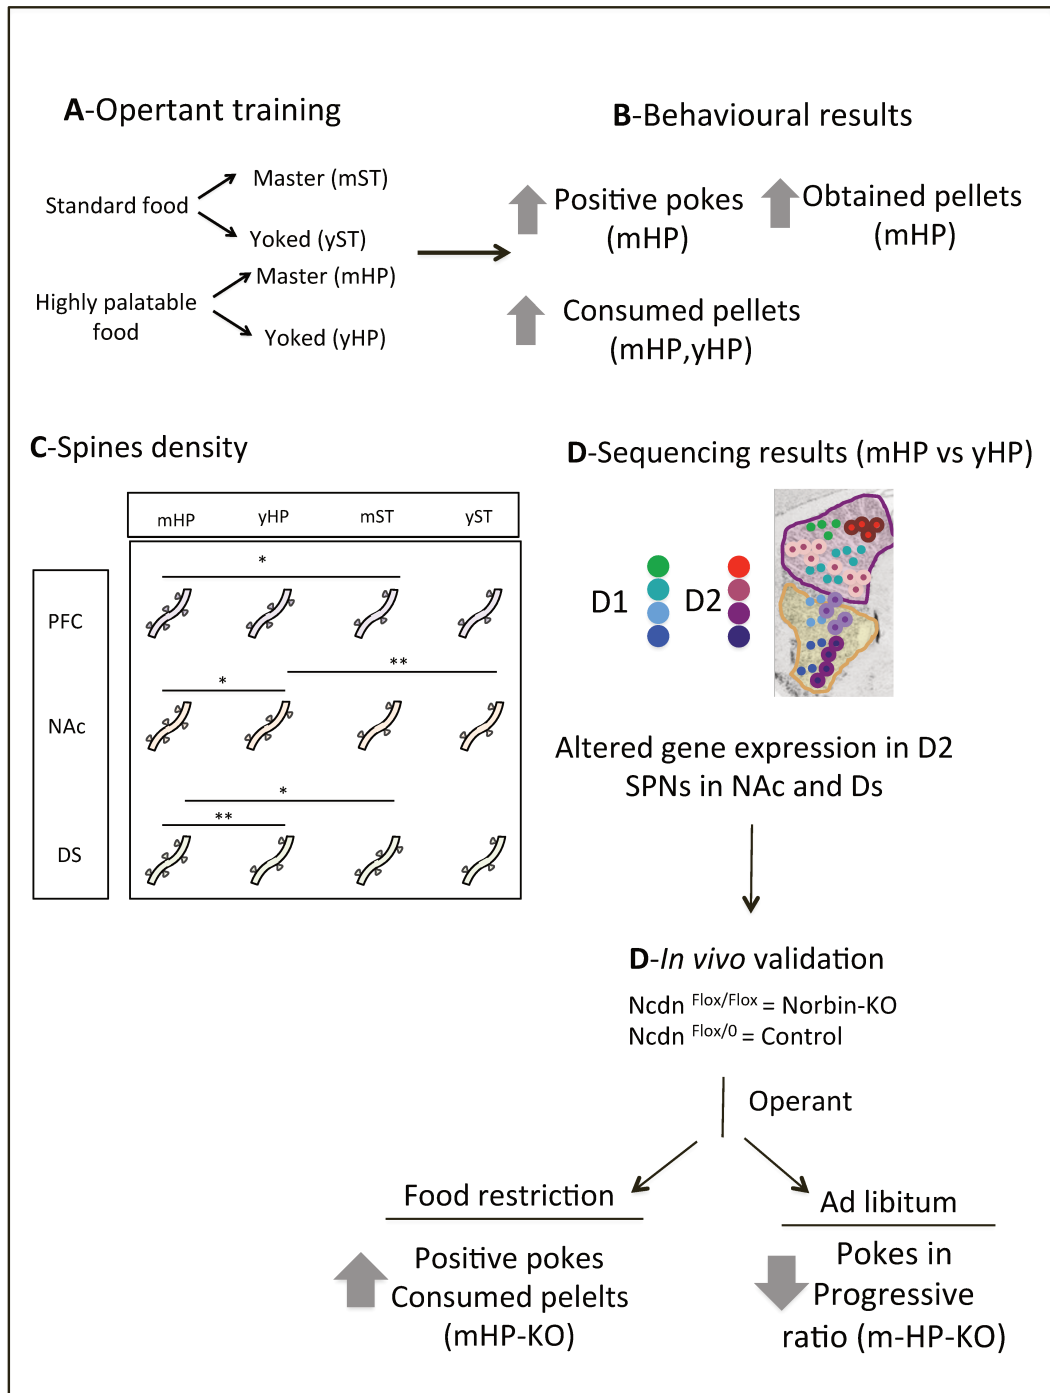 A-Opertant training
Standard food
Master (mST)
Yoked (yST)
Highly palatable
food
Master (mHP)
Yoked (yHP)
B-Behavioural results
Positive pokes
(mHP)
Obtained pellets
(mHP)
Consumed pellets
(mHP,yHP)
C-Spines density
mHP yHP mST yST
*
PFC
**
*
NAc
*
**
DS
D-Sequencing results (mHP vs yHP)
D1 D2
Altered gene expression in D2
SPNs in NAc and Ds
D-In vivo validation
Ncdn Flox/Flox = Norbin-KO
Ncdn Flox/0 = Control
Operant
Food restriction
Positive pokes
Consumed pelelts
(mHP-KO)
Ad libitum
Pokes in
Progressive
ratio (m-HP-KO)